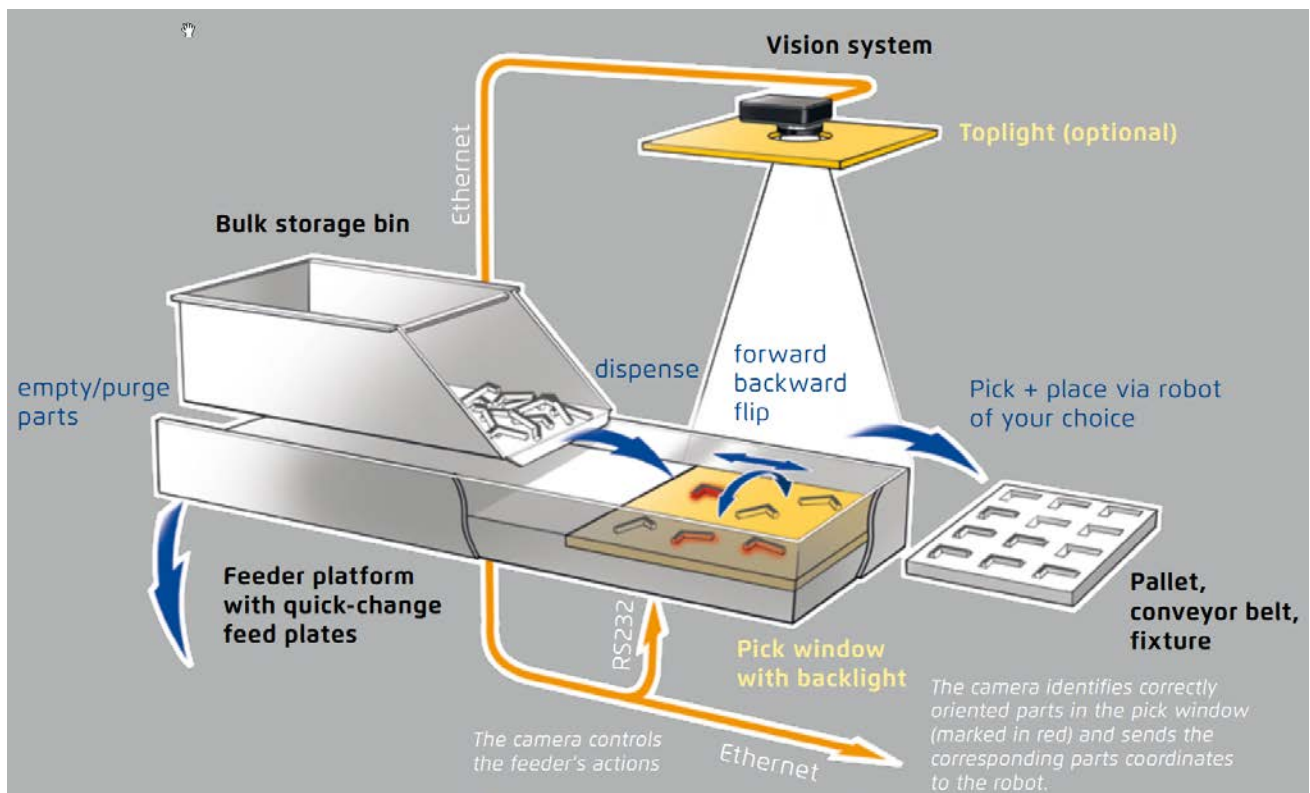 Vision system
Toplight (optional)
Ethernet
Bulk storage bin
empty/purge
parts
dispense
forward
backward
flip
Pick + place via robot
of your choice
Feeder platform
with quick-change
feed plates
RS232
Pick window
with backlight
Pallet,
conveyor belt,
fixture
The camera controls
the feeder's actions
Ethernet
The camera identifies correctly
oriented parts in the pick window
(marked in red) and sends the
corresponding parts coordinates
to the robot.